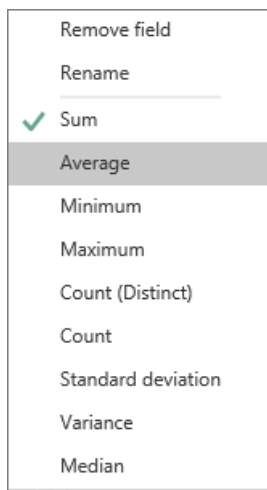 Remove field
Rename
Sum
Average
Minimum
Maximum
Count (Distinct)
Count
Standard deviation
Variance
Median